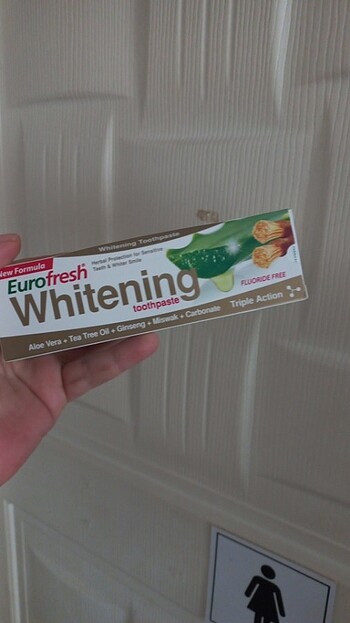 Whitening Toothpaste
New Formula
Herbal Protection for Sensitive
Teeth & Whiter Smile
Eurofresh®
Whitening
toothpaste
FLUORIDE FREE
Triple Action
Aloe Vera + Tea Tree Oil + Ginseng + Miswak + Carbonate